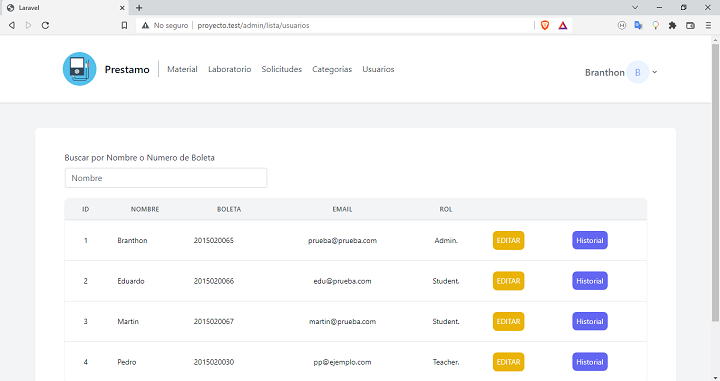 Laravel
No seguro proyecto.test/admin/lista/usuarios
Prestamo Material Laboratorio Solicitudes Categorias Usuarios Branthon B
Buscar por Nombre o Numero de Boleta
Nombre
ID NOMBRE BOLETA EMAIL ROL
1 Branthon 2015020065 prueba@prueba.com Admin. EDITAR Historial
2 Eduardo 2015020066 edu@prueba.com Student. EDITAR Historial
3 Martin 2015020067 martin@prueba.com Student. EDITAR Historial
4 Pedro 2015020030 pp@ejemplo.com Teacher. EDITAR Historial